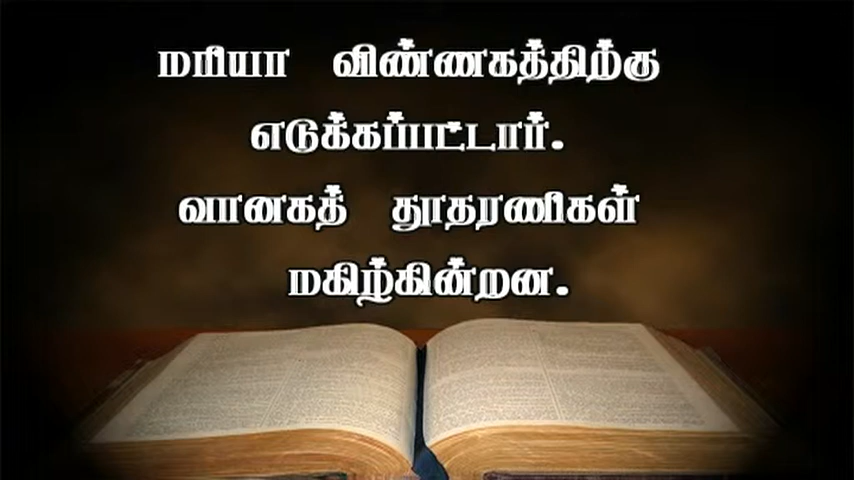 மரியா விண்ணகத்திற்கு
எடுக்கப்பட்டார்.
வானகத் தூதரணிகள்
மகிழ்கின்றன.